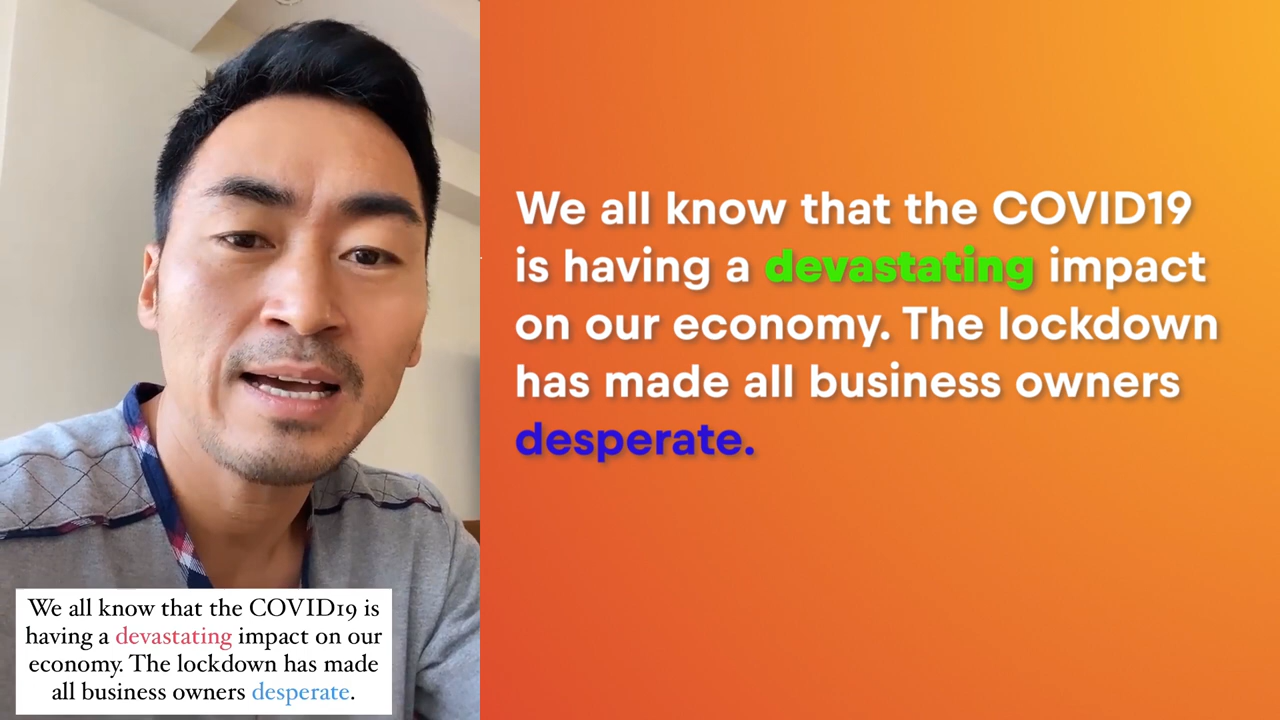 We all know that the COVID19
is having a devastating impact
on our economy. The lockdown
has made all business owners
desperate.
We all know that the COVID19 is
having a devastating impact on our
economy. The lockdown has made
all business owners desperate.